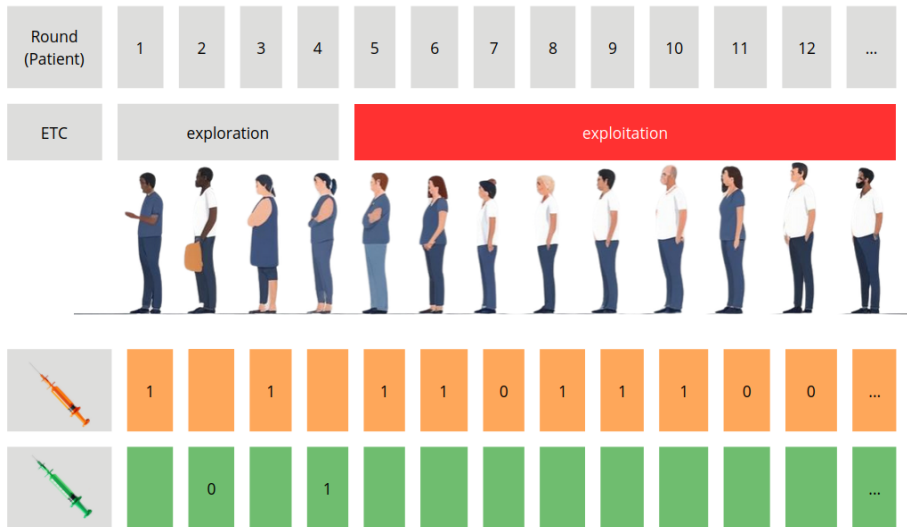 Round
(Patient)
1 2 3 4 5 6 7 8 9 10 11 12 ...
ETC exploration exploitation
1 1 1 1 0 1 1 1 0 0 ...
0 1 ...